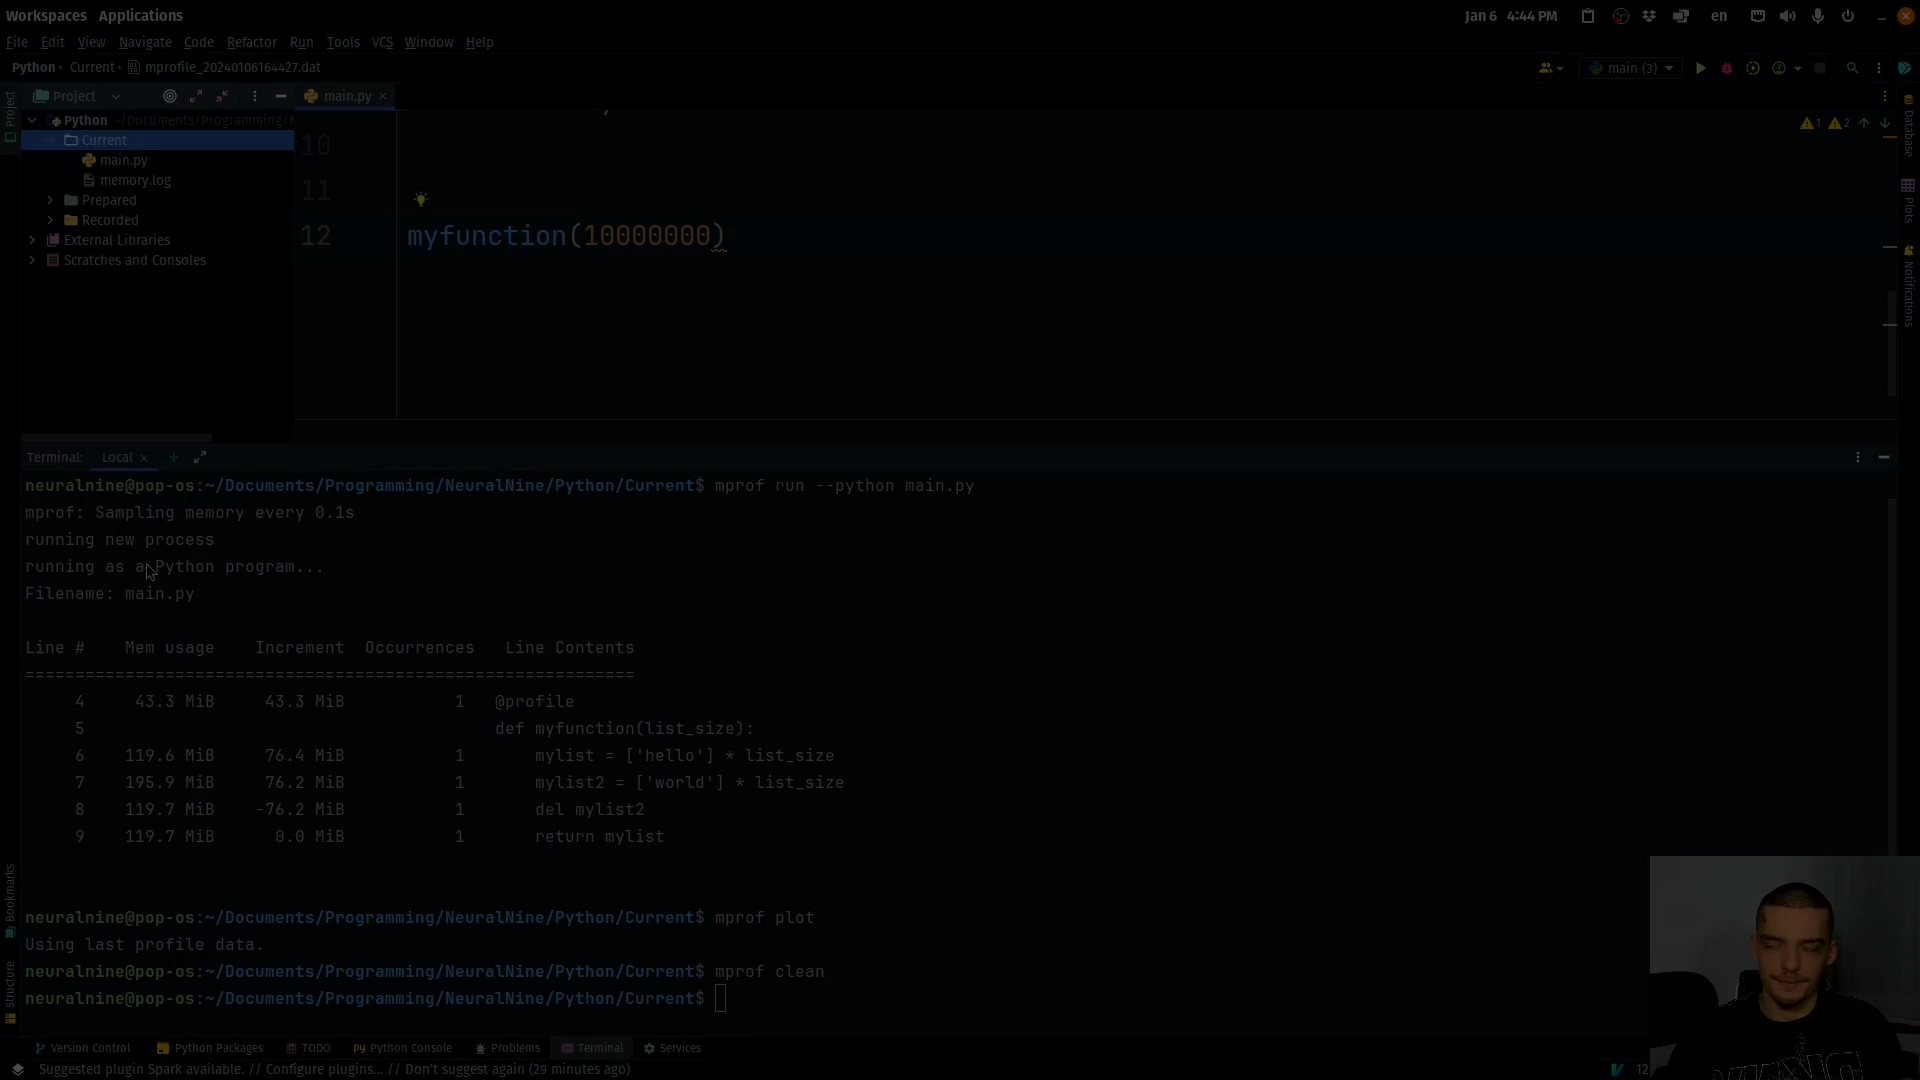 Workspaces Applications Jan 6 4:44 PM en
File Edit View Navigate Code Refactor Run Tools VCS Window Help
Python Current mprofile_20240106164427.dat main (3)
Project main.py
Python ~/Documents/Programming/N
Current
main.py
memory.log
Prepared
Recorded
External Libraries
Scratches and Consoles
10
11
12 myfunction(10000000)
1 2
Project
Database
Plots
Notifications
Terminal: Local
neuralnine@pop-os:~/Documents/Programming/NeuralNine/Python/Current$ mprof run --python main.py
mprof: Sampling memory every 0.1s
running new process
running as a Python program...
Filename: main.py
Line # Mem usage Increment Occurrences Line Contents
=============================================================
4 43.3 MiB 43.3 MiB 1 @profile
5 def myfunction(list_size):
6 119.6 MiB 76.4 MiB 1 mylist = ['hello'] * list_size
7 195.9 MiB 76.2 MiB 1 mylist2 = ['world'] * list_size
8 119.7 MiB -76.2 MiB 1 del mylist2
9 119.7 MiB 0.0 MiB 1 return mylist
neuralnine@pop-os:~/Documents/Programming/NeuralNine/Python/Current$ mprof plot
Using last profile data.
neuralnine@pop-os:~/Documents/Programming/NeuralNine/Python/Current$ mprof clean
neuralnine@pop-os:~/Documents/Programming/NeuralNine/Python/Current$
Bookmarks
Structure
Version Control Python Packages TODO Python Console Problems Terminal Services
Suggested plugin Spark available. // Configure plugins... // Don't suggest again (29 minutes ago) 12